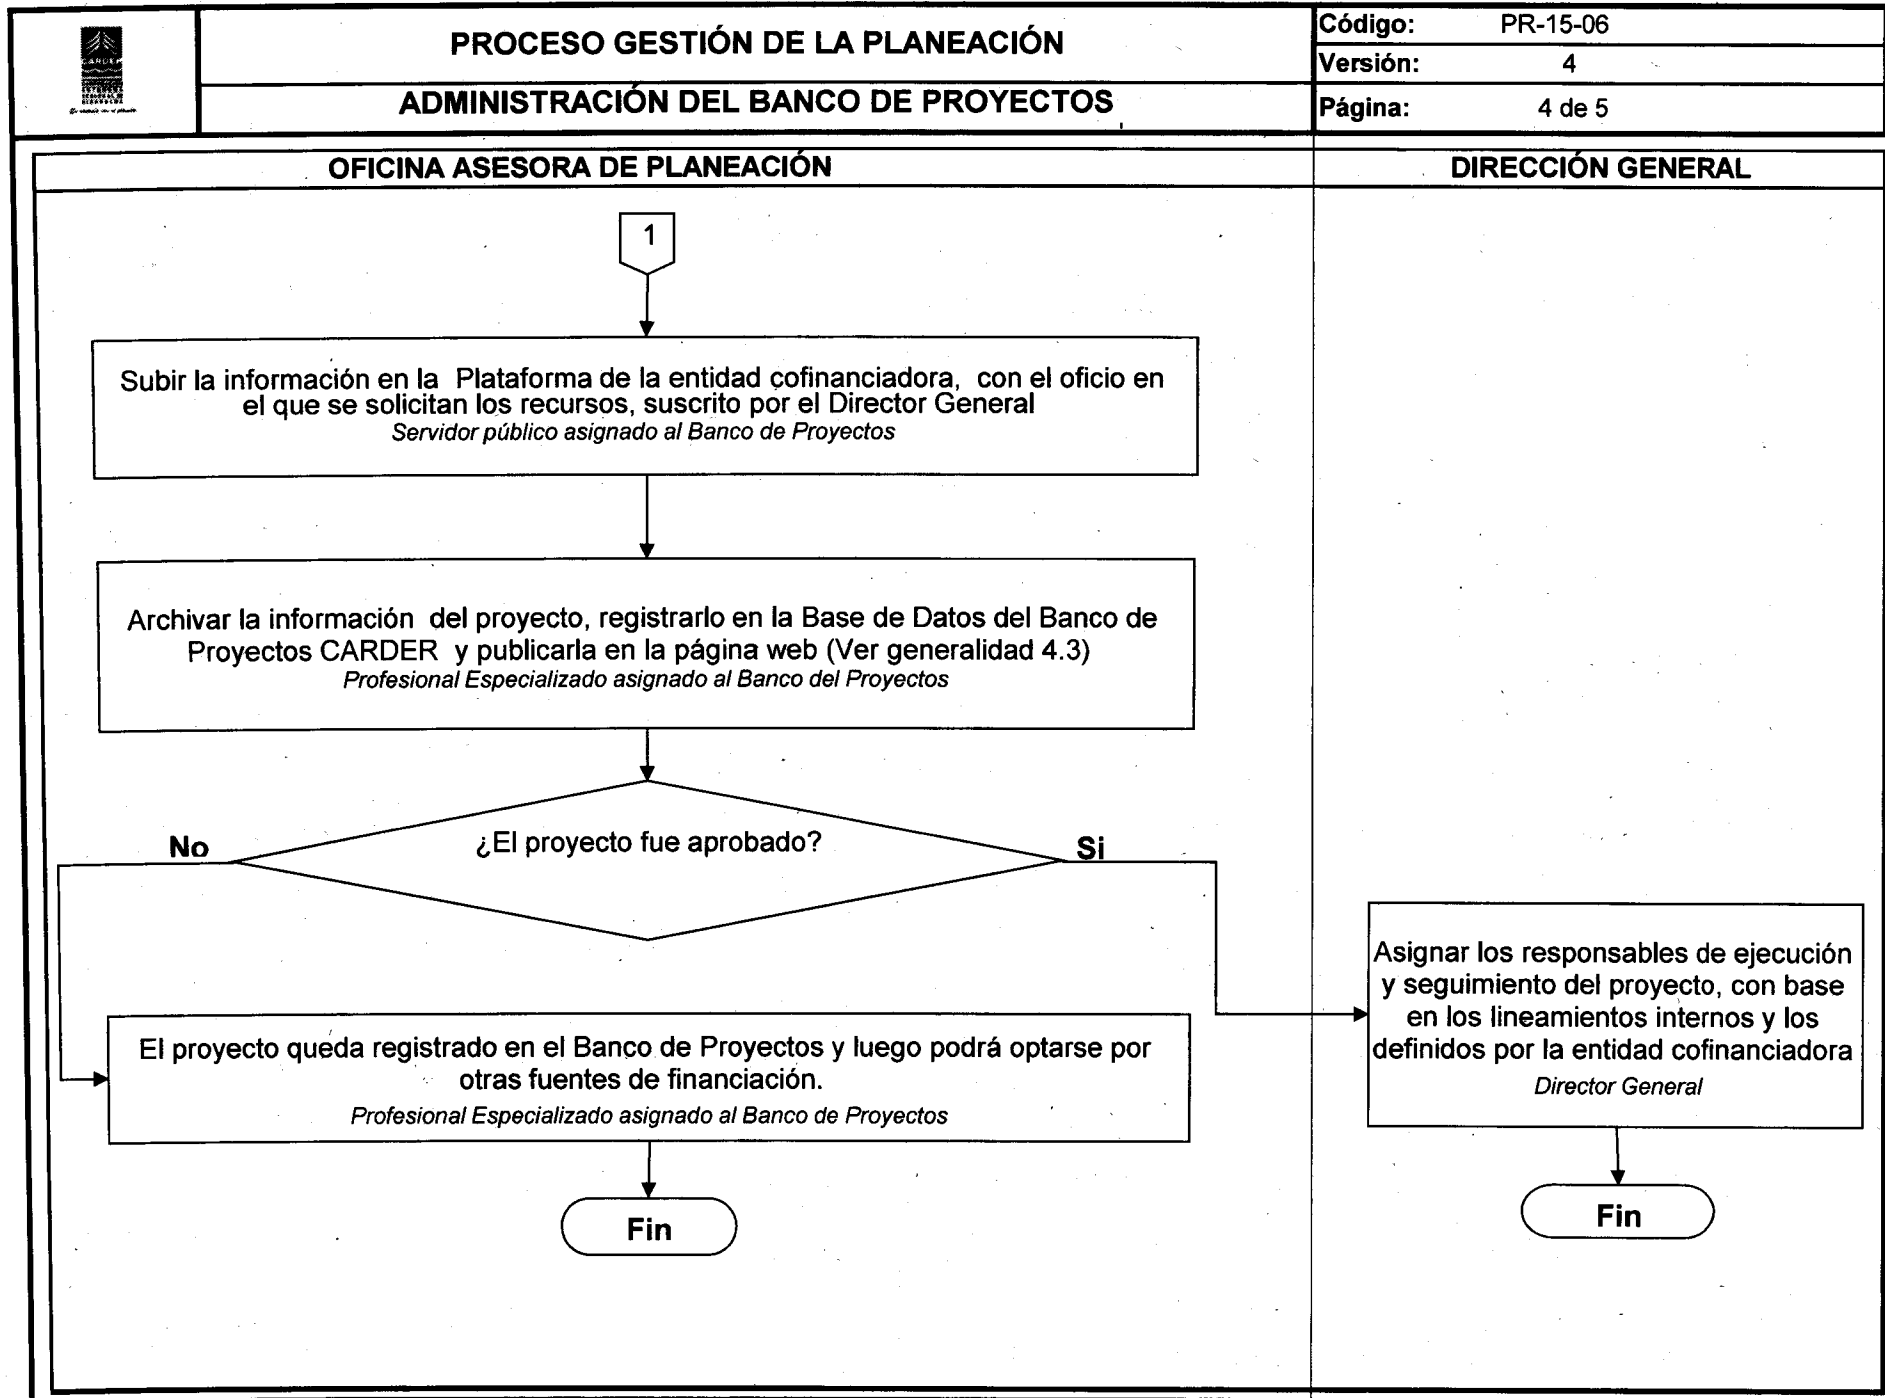 CARDER
PROCESO GESTIÓN DE LA PLANEACIÓN
ADMINISTRACIÓN DEL BANCO DE PROYECTOS
Código: PR-15-06
Versión: 4
Página: 4 de 5
OFICINA ASESORA DE PLANEACIÓN
DIRECCIÓN GENERAL
1
Subir la información en la Plataforma de la entidad cofinanciadora, con el oficio en
el que se solicitan los recursos, suscrito por el Director General
Servidor público asignado al Banco de Proyectos
Archivar la información del proyecto, registrarlo en la Base de Datos del Banco de
Proyectos CARDER y publicarla en la página web (Ver generalidad 4.3)
Profesional Especializado asignado al Banco del Proyectos
¿El proyecto fue aprobado?
No
Si
Asignar los responsables de ejecución
y seguimiento del proyecto, con base
en los lineamientos internos y los
definidos por la entidad cofinanciadora
Director General
El proyecto queda registrado en el Banco de Proyectos y luego podrá optarse por
otras fuentes de financiación.
Profesional Especializado asignado al Banco de Proyectos
Fin
Fin